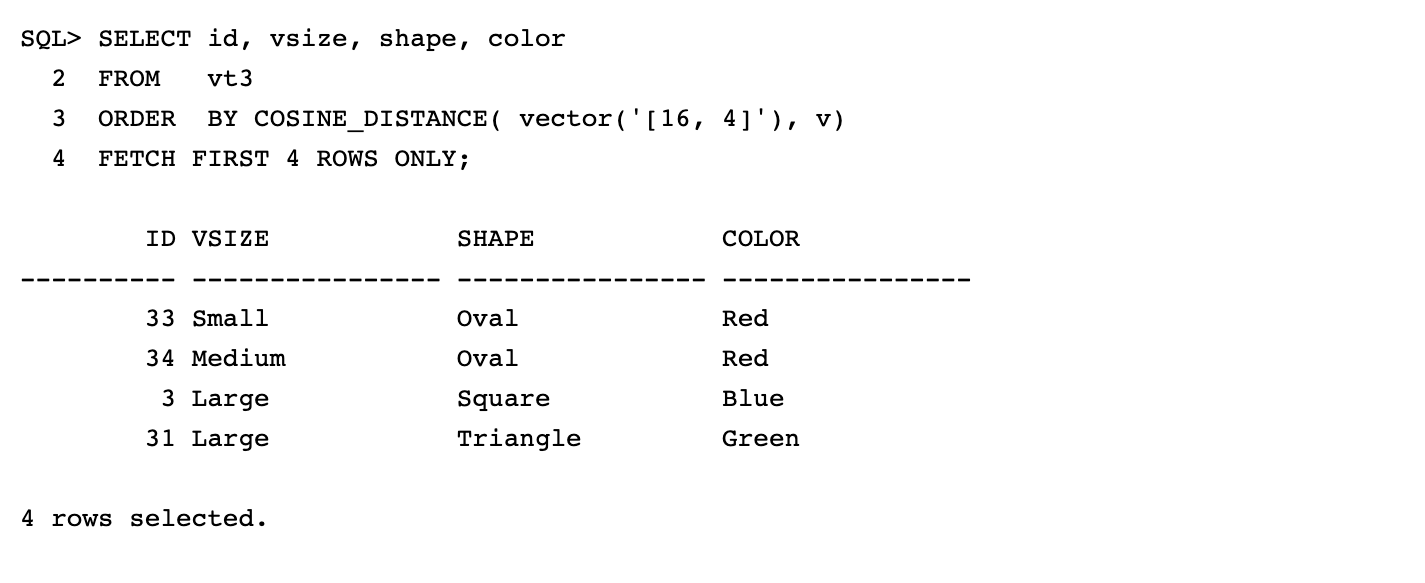 SQL> SELECT id, vsize, shape, color
  2  FROM   vt3
  3  ORDER  BY COSINE_DISTANCE( vector('[16, 4]'), v)
  4  FETCH FIRST 4 ROWS ONLY;

        ID VSIZE            SHAPE            COLOR
---------- ---------------- ---------------- ----------------
        33 Small            Oval             Red
        34 Medium           Oval             Red
         3 Large            Square           Blue
        31 Large            Triangle         Green

4 rows selected.